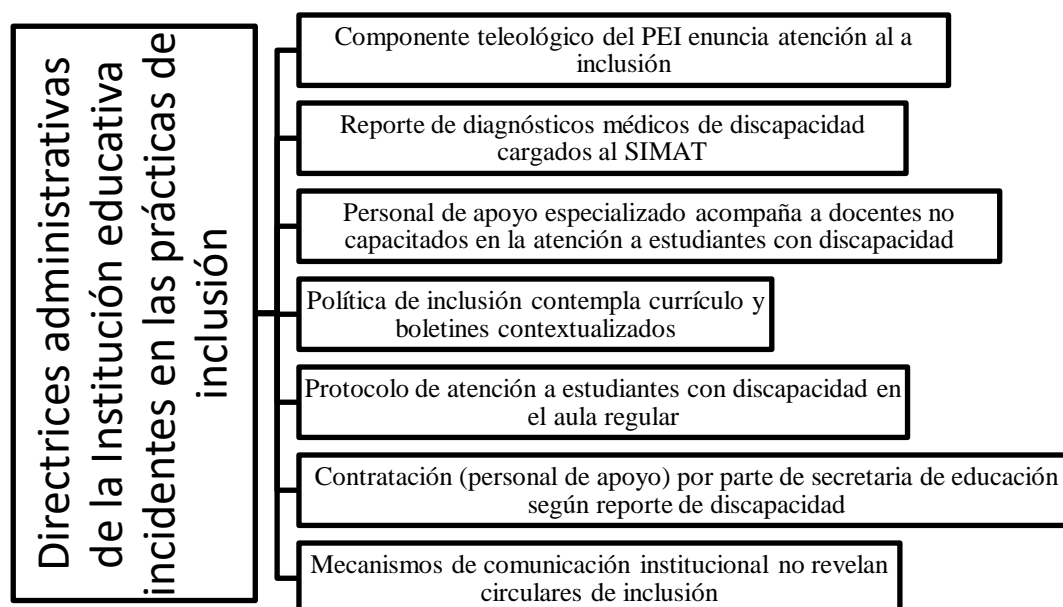 Directrices administrativas
de la Institución educativa
incidentes en las prácticas de
inclusión
Componente teleológico del PEI enuncia atención al a
inclusión
Reporte de diagnósticos médicos de discapacidad
cargados al SIMAT
Personal de apoyo especializado acompaña a docentes no
capacitados en la atención a estudiantes con discapacidad
Política de inclusión contempla currículo y
boletines contextualizados
Protocolo de atención a estudiantes con discapacidad en
el aula regular
Contratación (personal de apoyo) por parte de secretaria de educación
según reporte de discapacidad
Mecanismos de comunicación institucional no revelan
circulares de inclusión